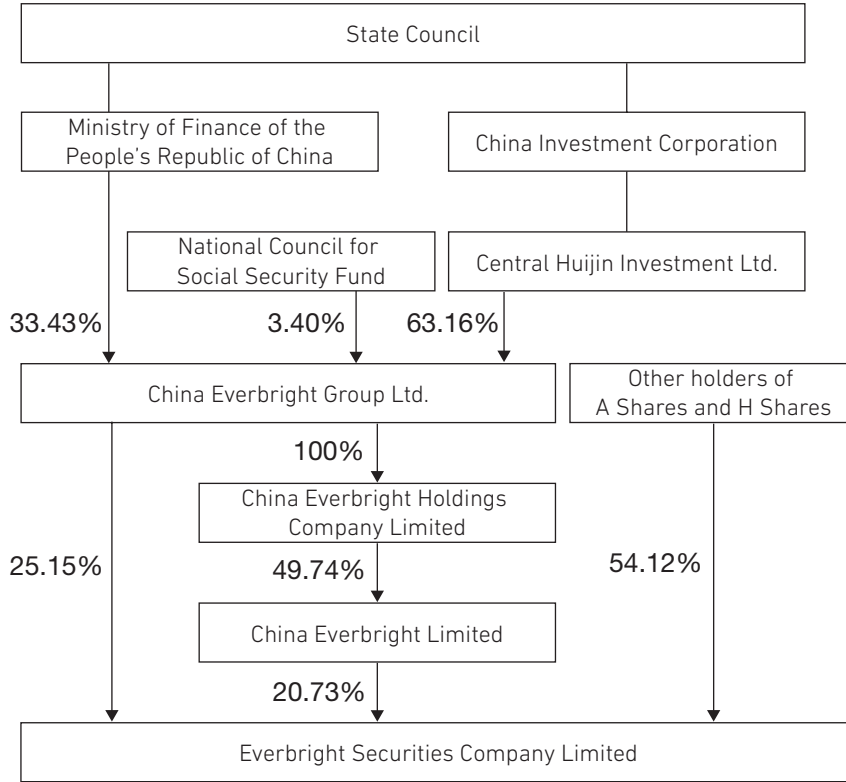 State Council
Ministry of Finance of the
People's Republic of China
China Investment Corporation
National Council for
Social Security Fund
Central Huijin Investment Ltd.
33.43%
3.40%
63.16%
China Everbright Group Ltd.
Other holders of
A Shares and H Shares
100%
China Everbright Holdings
Company Limited
25.15%
49.74%
54.12%
China Everbright Limited
20.73%
Everbright Securities Company Limited